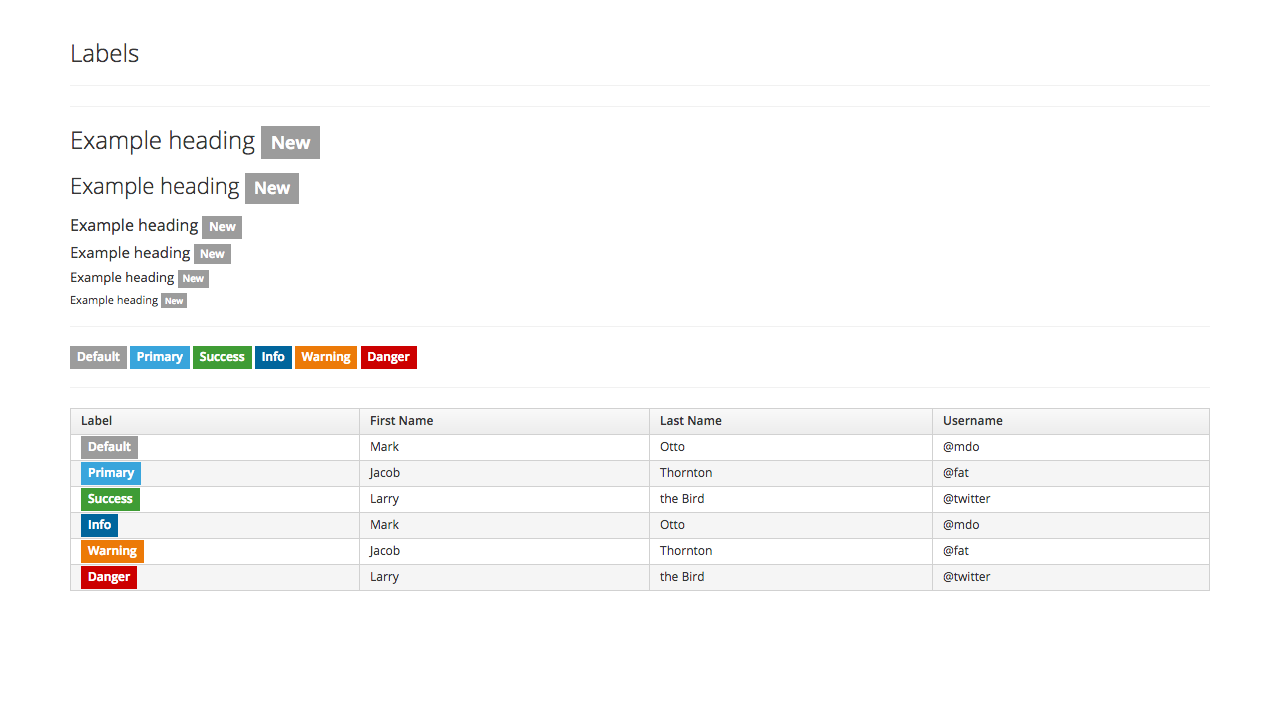 Labels
Example heading New
Example heading New
Example heading New
Example heading New
Example heading New
Example heading New
Default Primary Success Info Warning Danger
Label First Name Last Name Username
Default Mark Otto @mdo
Primary Jacob Thornton @fat
Success Larry the Bird @twitter
Info Mark Otto @mdo
Warning Jacob Thornton @fat
Danger Larry the Bird @twitter